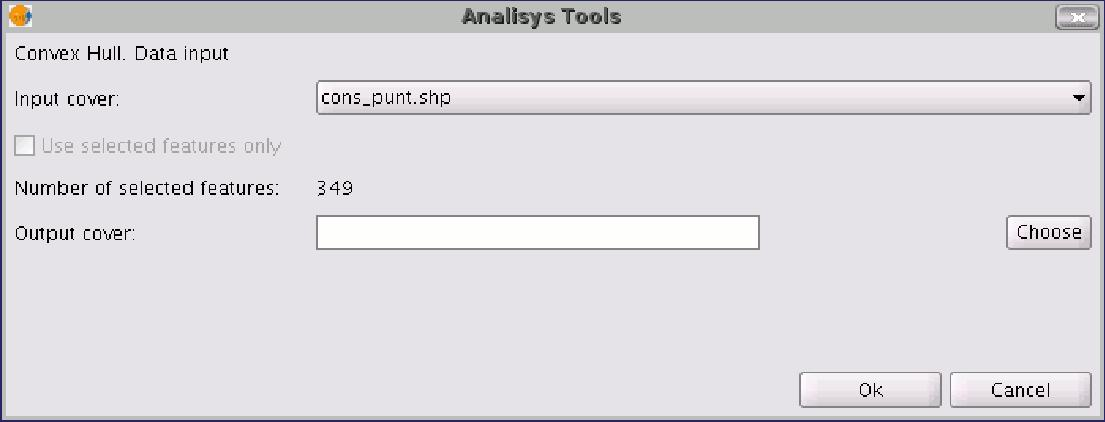 Analisys Tools
Convex Hull. Data input
Input cover: cons_punt.shp
Use selected features only
Number of selected features: 349
Output cover: Choose
Ok Cancel